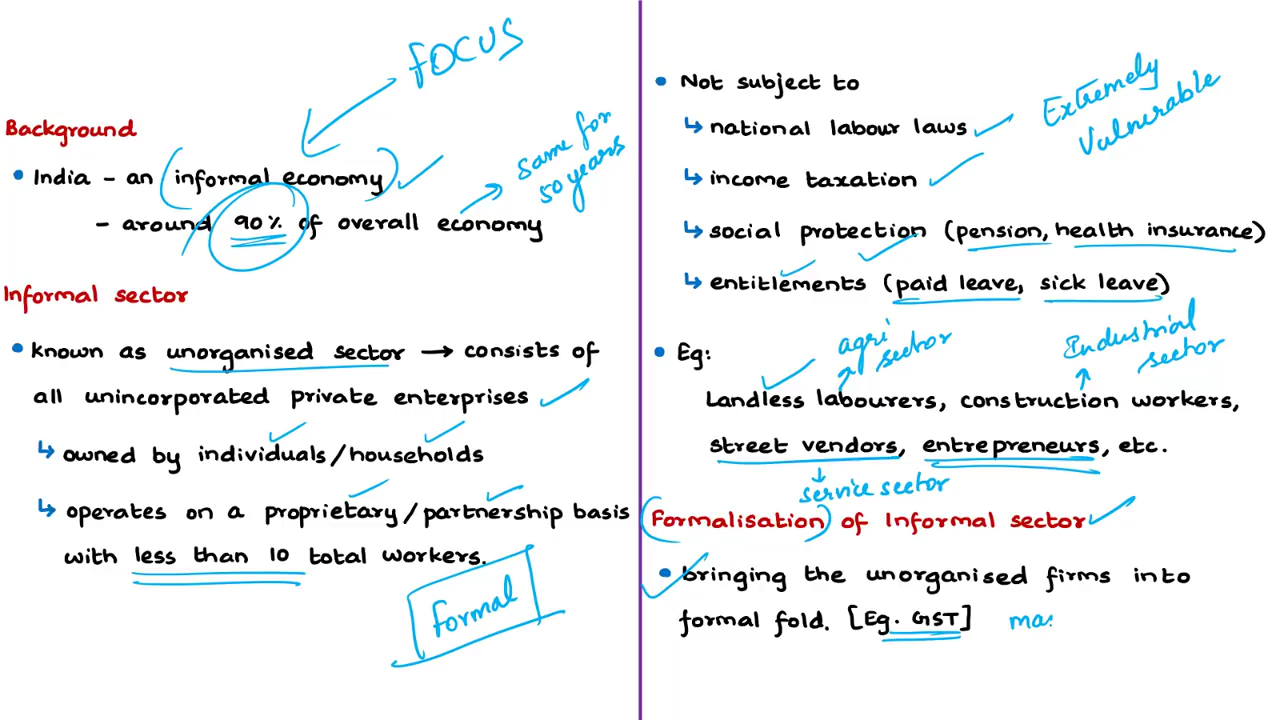 FOCUS
Background
• India - an (informal economy)
- around 90% of overall economy
same for
50 years
Informal sector
• known as unorganised sector → consists of
all unincorporated private enterprises
↳ owned by individuals/households
↳ operates on a proprietary/partnership basis
with less than 10 total workers.
Formal
• Not subject to
↳ national labour laws
Extremely
Vulnerable
↳ income taxation
↳ social protection (pension, health insurance)
↳ entitlements (paid leave, sick leave)
• Eg:
agri
sector
Industrial
sector
Landless labourers, construction workers,
street vendors, entrepreneurs, etc.
service sector
(Formalisation) of Informal sector
• bringing the unorganised firms into
formal fold. [Eg. GST] ma